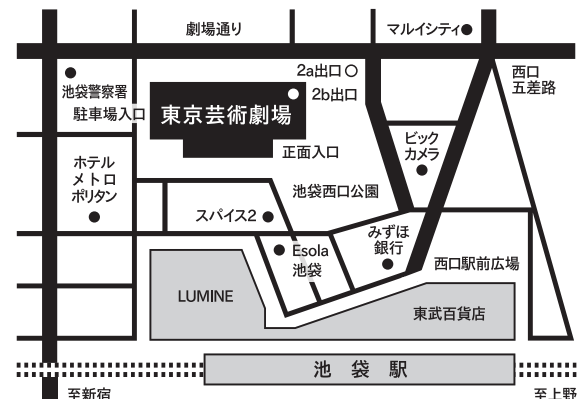 劇場通り
マルイシティ
2a出口
2b出口
西口
五差路
池袋警察署
駐車場入口
東京芸術劇場
正面入口
ビック
カメラ
ホテル
メトロ
ポリタン
池袋西口公園
スパイス2
みずほ
銀行
Esola
池袋
西口駅前広場
LUMINE
東武百貨店
池袋駅
至新宿
至上野